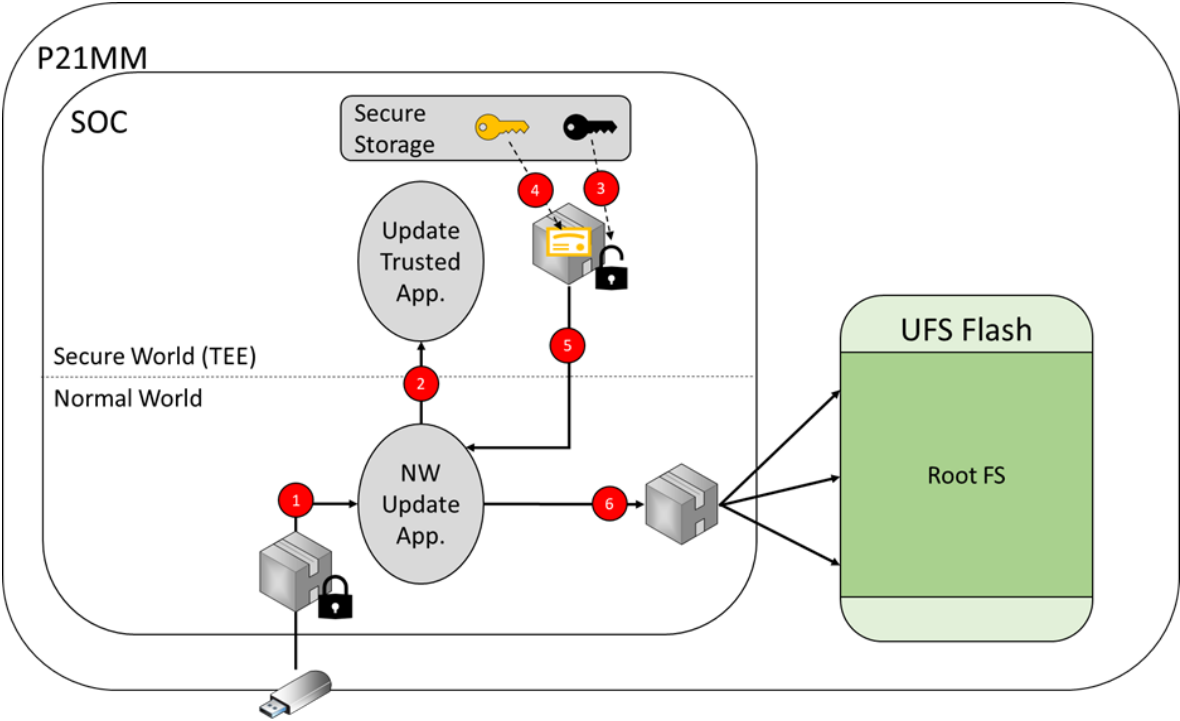 P21MM
SOC
Secure
Storage
4
3
Update
Trusted
App.
5
Secure World (TEE)
2
Normal World
UFS Flash
Root FS
NW
Update
App.
1
6